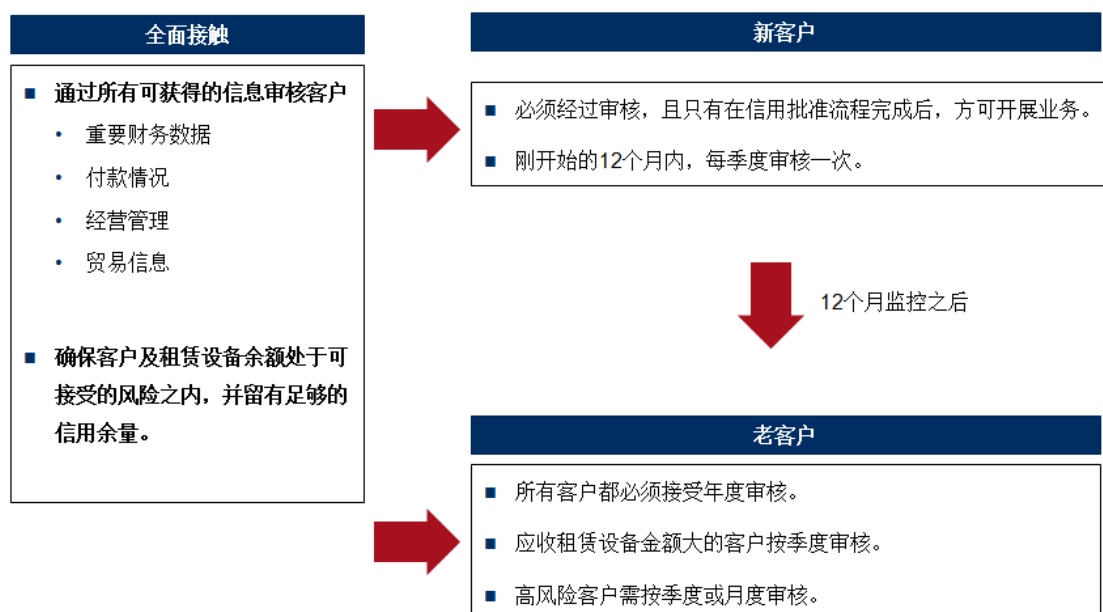 全面接触
通过所有可获得的信息审核客户
重要财务数据
付款情况
经营管理
贸易信息
确保客户及租赁设备余额处于可
接受的风险之内，并留有足够的
信用余量。
新客户
必须经过审核，且只有在信用批准流程完成后，方可开展业务。
刚开始的12个月内，每季度审核一次。
12个月监控之后
老客户
所有客户都必须接受年度审核。
应收租赁设备金额大的客户按季度审核。
高风险客户需按季度或月度审核。